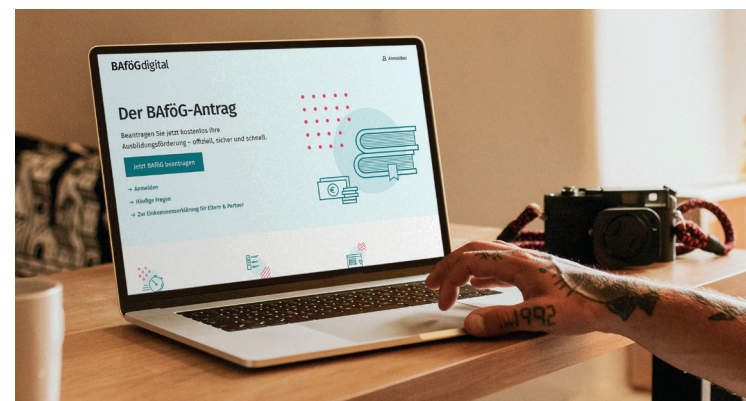 BAföGdigital
Anmelden
Der BAföG-Antrag
Beantragen Sie jetzt kostenlos Ihre
Ausbildungsförderung – offiziell, sicher und schnell.
Jetzt BAföG beantragen
→ Anmelden
→ Häufige Fragen
→ Zur Einkommenserklärung für Eltern & Partner
1992